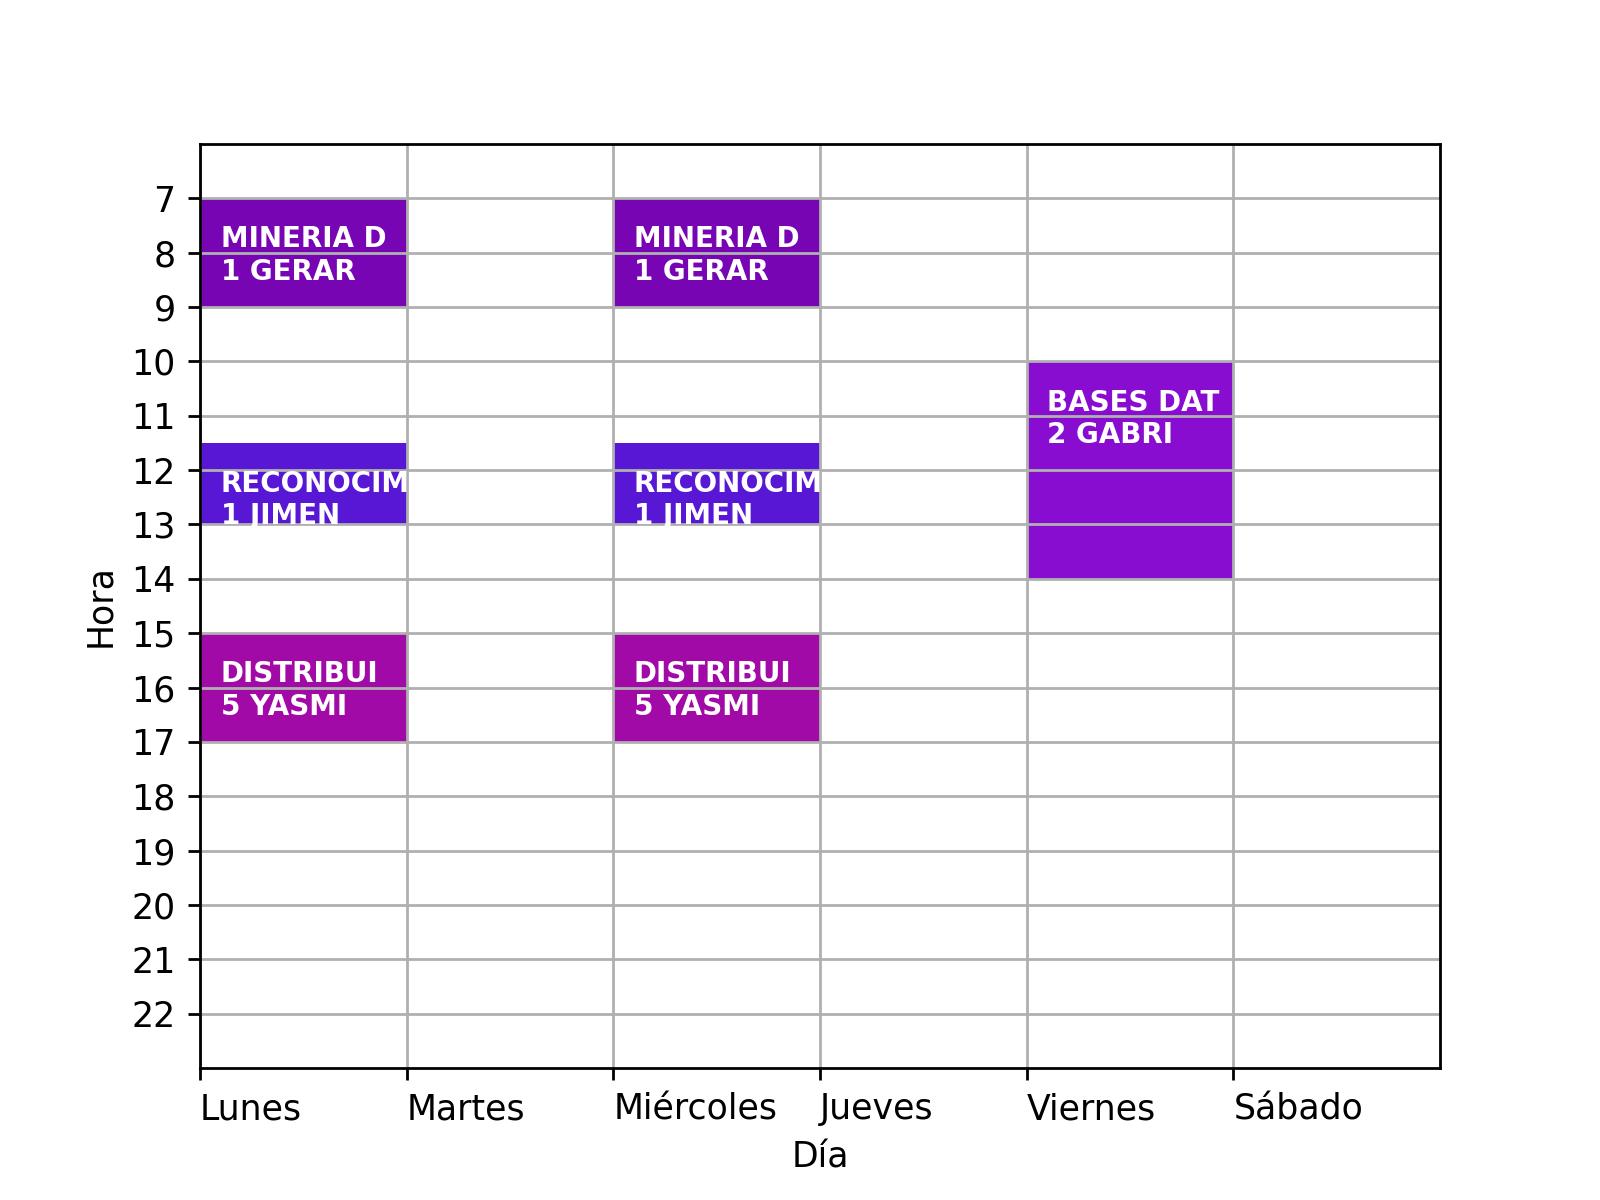 7
MINERIA D
MINERIA D
8
1 GERAR
1 GERAR
9
10
BASES DAT
11
2 GABRI
12
RECONOCIM
RECONOCIM
1 JIMEN
1 JIMEN
13
14
Hora
15
DISTRIBUI
DISTRIBUI
16
5 YASMI
5 YASMI
17
18
19
20
21
22
Lunes Martes Miércoles Jueves Viernes Sábado
Día